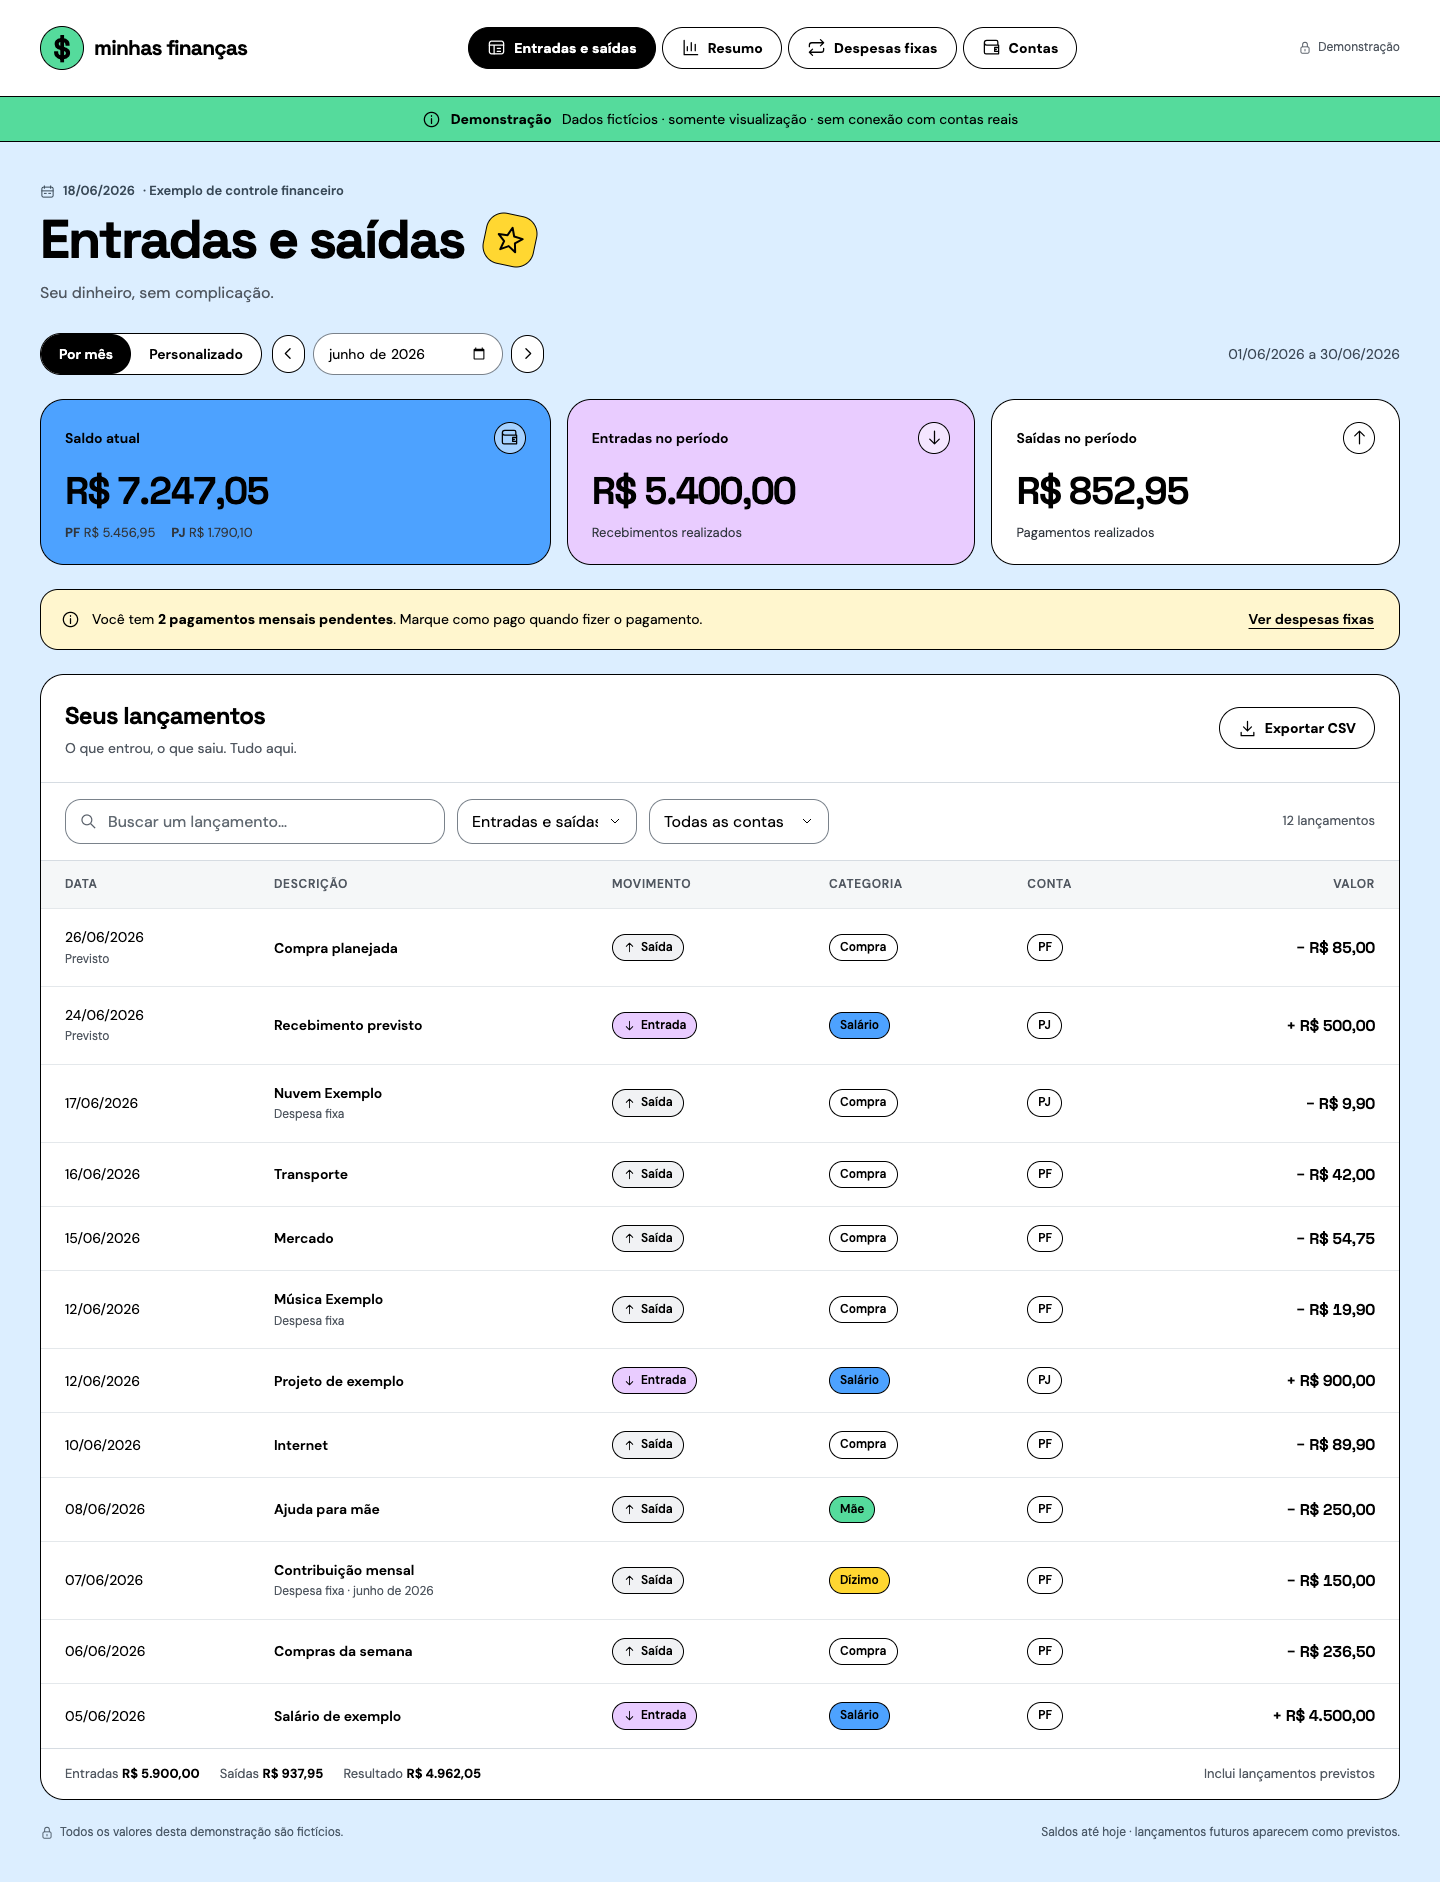 $ minhas finanças
Entradas e saídas Resumo Despesas fixas Contas
Demonstração
Demonstração Dados fictícios · somente visualização · sem conexão com contas reais
18/06/2026 · Exemplo de controle financeiro
Entradas e saídas
Seu dinheiro, sem complicação.
Por mês Personalizado junho de 2026 01/06/2026 a 30/06/2026
Saldo atual
R$ 7.247,05
PF R$ 5.456,95 PJ R$ 1.790,10
Entradas no período
R$ 5.400,00
Recebimentos realizados
Saídas no período
R$ 852,95
Pagamentos realizados
Você tem 2 pagamentos mensais pendentes. Marque como pago quando fizer o pagamento. Ver despesas fixas
Seus lançamentos
O que entrou, o que saiu. Tudo aqui.
Exportar CSV
Buscar um lançamento... Entradas e saídas Todas as contas 12 lançamentos
DATA DESCRIÇÃO MOVIMENTO CATEGORIA CONTA VALOR
26/06/2026
Previsto
Compra planejada Saída Compra PF − R$ 85,00
24/06/2026
Previsto
Recebimento previsto Entrada Salário PJ + R$ 500,00
17/06/2026
Nuvem Exemplo
Despesa fixa
Saída Compra PJ − R$ 9,90
16/06/2026 Transporte Saída Compra PF − R$ 42,00
15/06/2026 Mercado Saída Compra PF − R$ 54,75
12/06/2026
Música Exemplo
Despesa fixa
Saída Compra PF − R$ 19,90
12/06/2026 Projeto de exemplo Entrada Salário PJ + R$ 900,00
10/06/2026 Internet Saída Compra PF − R$ 89,90
08/06/2026 Ajuda para mãe Saída Mãe PF − R$ 250,00
07/06/2026
Contribuição mensal
Despesa fixa · junho de 2026
Saída Dízimo PF − R$ 150,00
06/06/2026 Compras da semana Saída Compra PF − R$ 236,50
05/06/2026 Salário de exemplo Entrada Salário PF + R$ 4.500,00
Entradas R$ 5.900,00 Saídas R$ 937,95 Resultado R$ 4.962,05 Inclui lançamentos previstos
Todos os valores desta demonstração são fictícios. Saldos até hoje · lançamentos futuros aparecem como previstos.